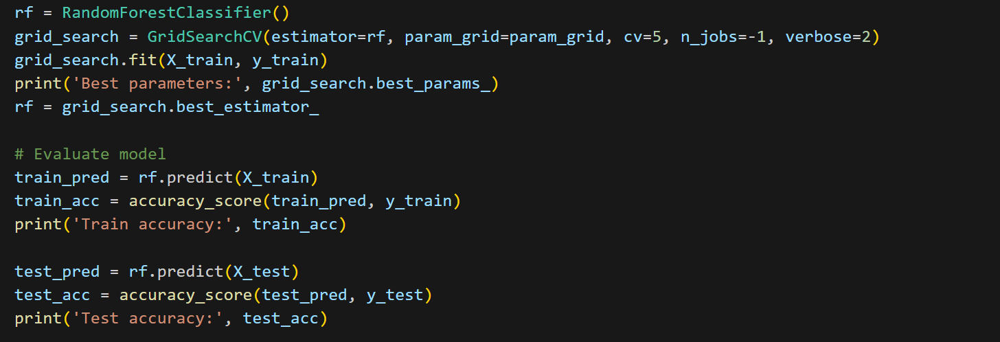 rf = RandomForestClassifier()
grid_search = GridSearchCV(estimator=rf, param_grid=param_grid, cv=5, n_jobs=-1, verbose=2)
grid_search.fit(X_train, y_train)
print('Best parameters:', grid_search.best_params_)
rf = grid_search.best_estimator_

# Evaluate model
train_pred = rf.predict(X_train)
train_acc = accuracy_score(train_pred, y_train)
print('Train accuracy:', train_acc)

test_pred = rf.predict(X_test)
test_acc = accuracy_score(test_pred, y_test)
print('Test accuracy:', test_acc)